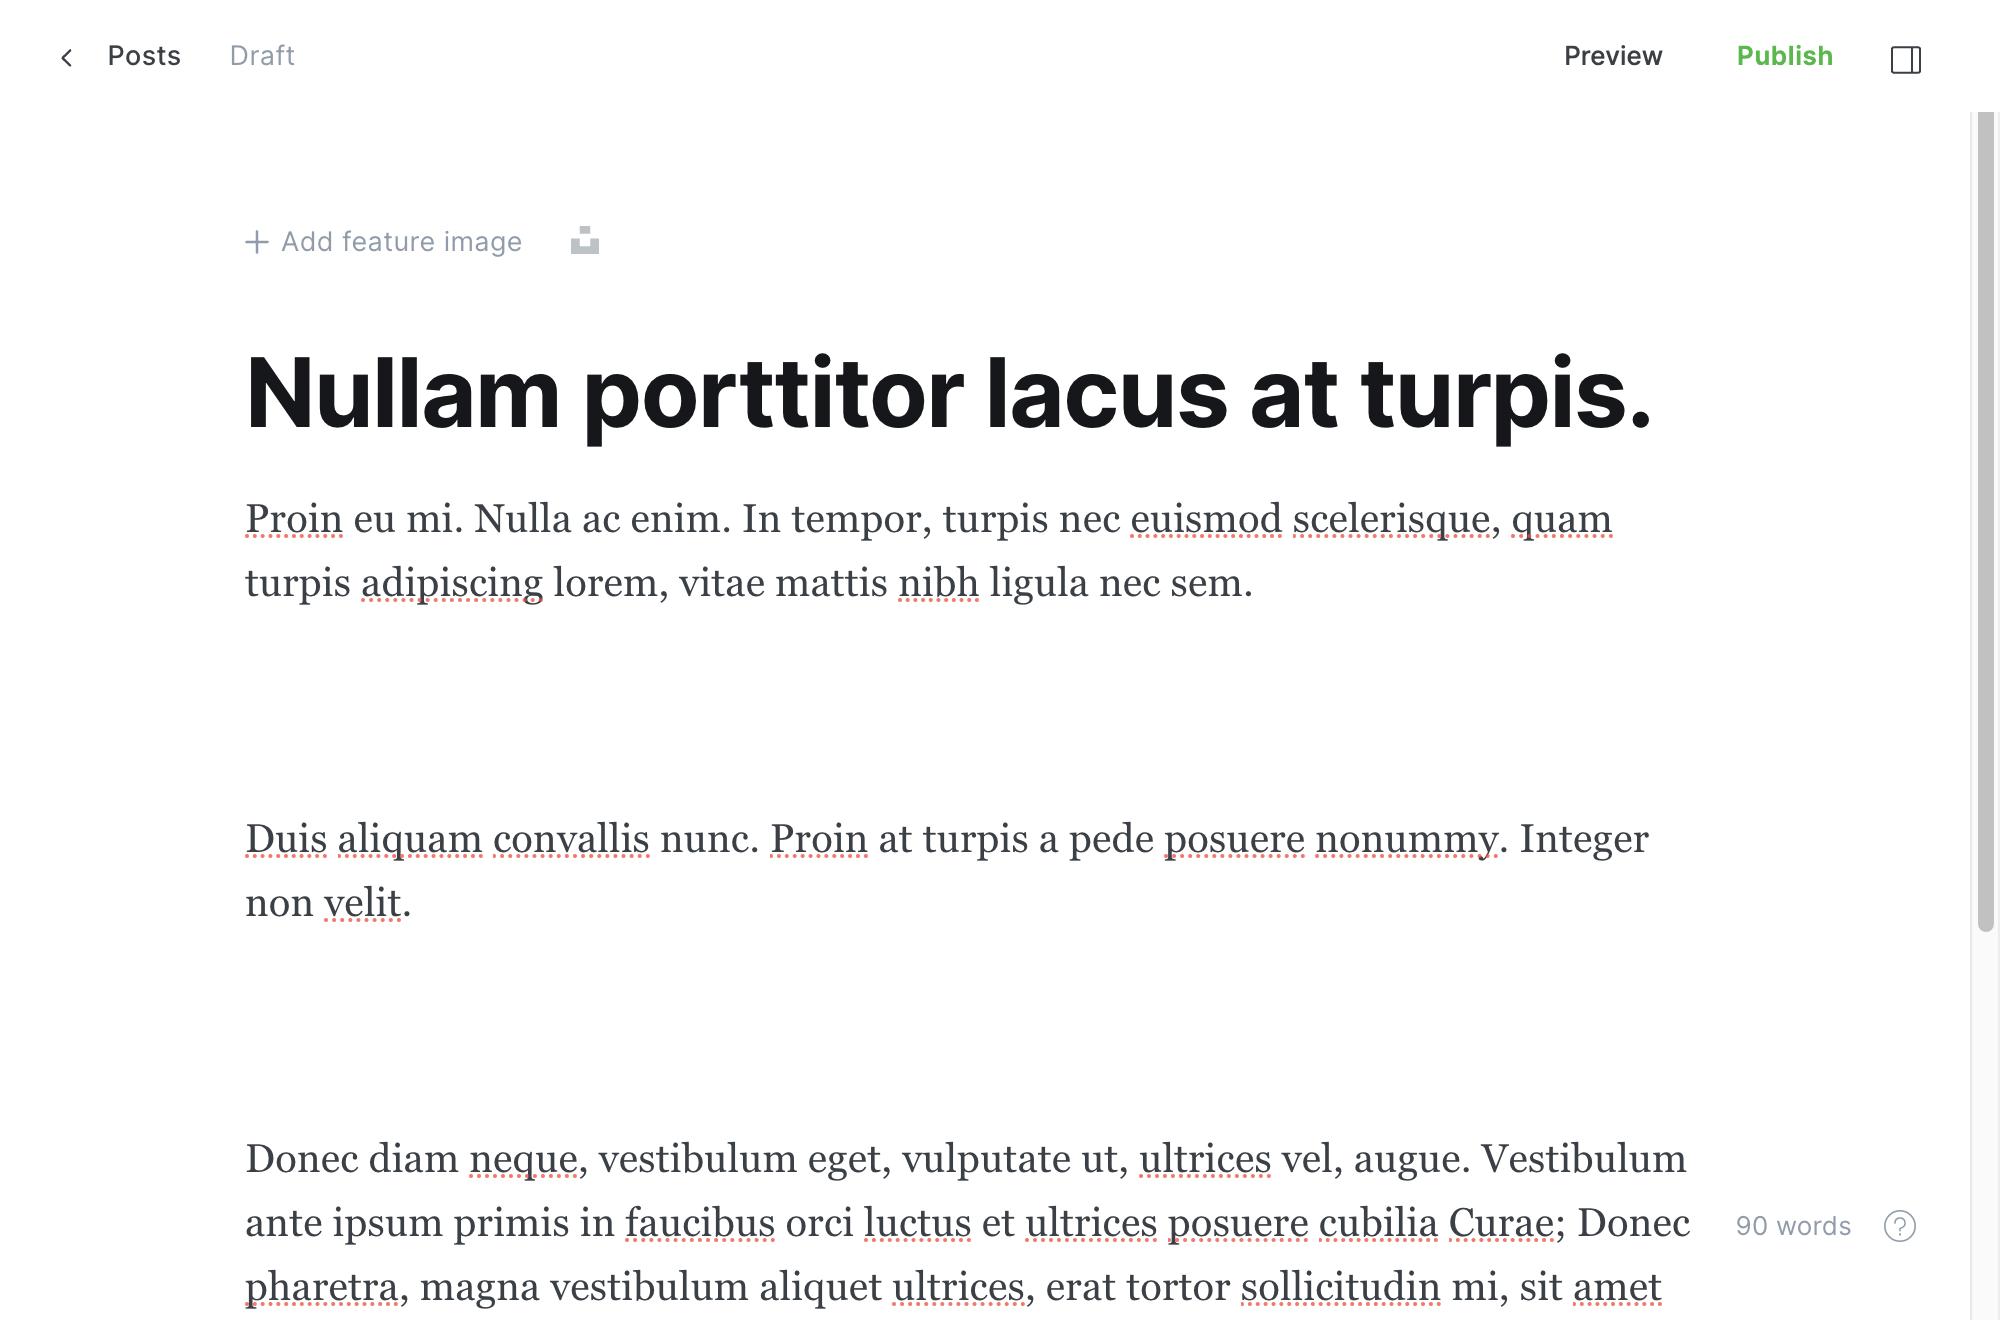 Posts Draft Preview Publish
Add feature image
Nullam porttitor lacus at turpis.
Proin eu mi. Nulla ac enim. In tempor, turpis nec euismod scelerisque, quam
turpis adipiscing lorem, vitae mattis nibh ligula nec sem.
Duis aliquam convallis nunc. Proin at turpis a pede posuere nonummy. Integer
non velit.
Donec diam neque, vestibulum eget, vulputate ut, ultrices vel, augue. Vestibulum
ante ipsum primis in faucibus orci luctus et ultrices posuere cubilia Curae; Donec
pharetra, magna vestibulum aliquet ultrices, erat tortor sollicitudin mi, sit amet
90 words